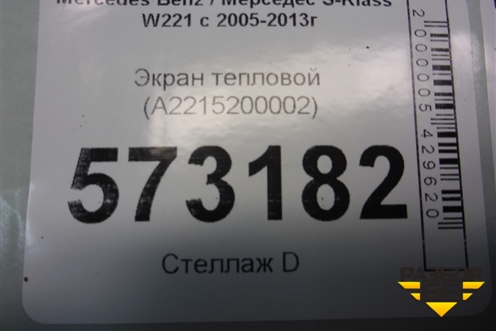 Mercedes Benz / Мерседес S-Klass
W221 с 2005-2013г
Экран тепловой
(A2215200002)
573182
Стеллаж D
2000005429620